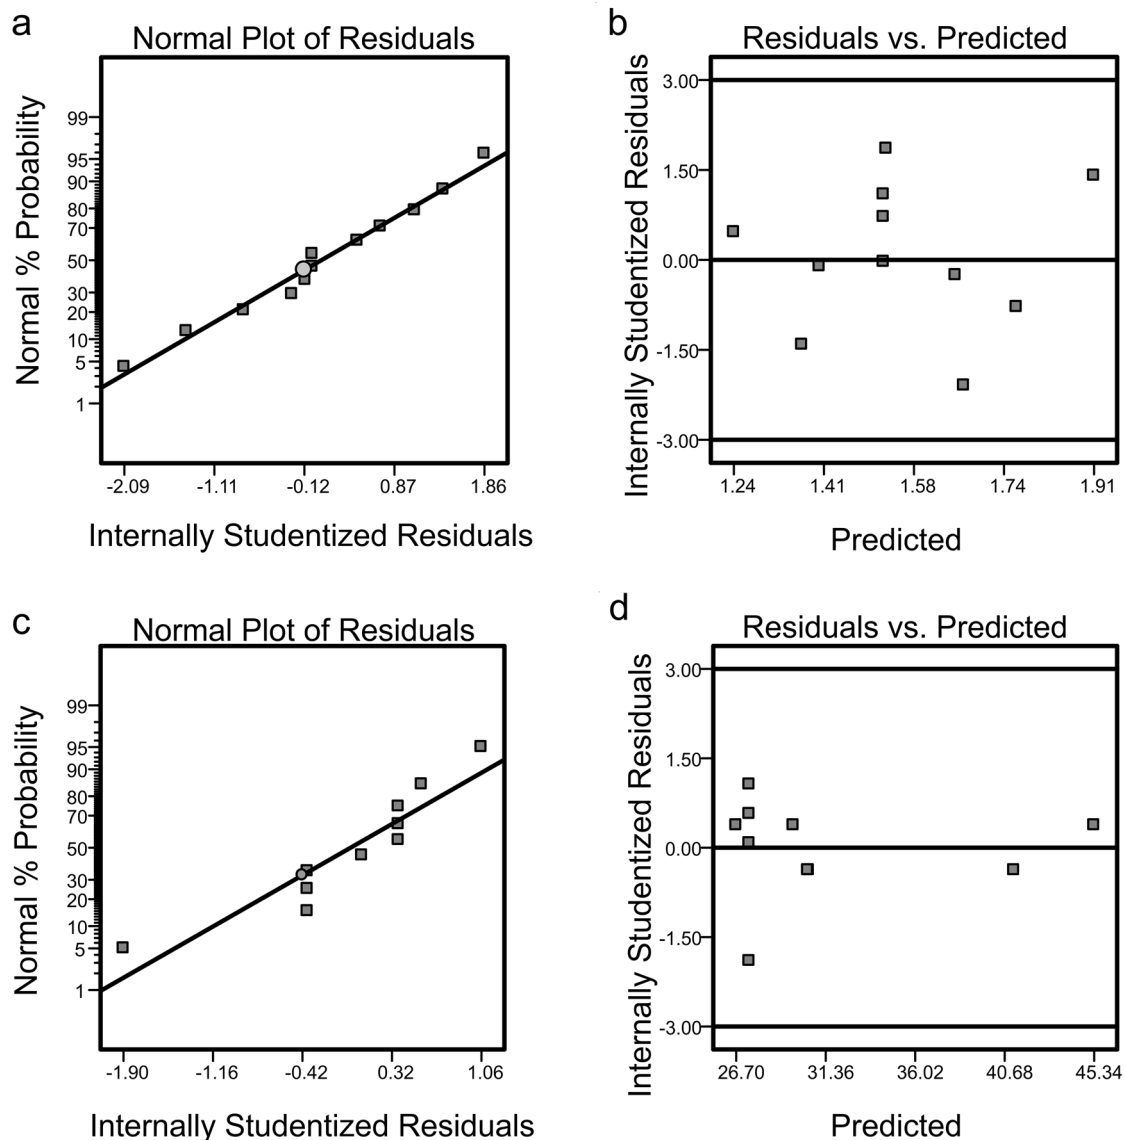 a
Normal Plot of Residuals
Normal % Probability
99
95
90
80
70
50
30
20
10
5
1
-2.09 -1.11 -0.12 0.87 1.86
Internally Studentized Residuals
b
Residuals vs. Predicted
Internally Studentized Residuals
3.00
1.50
0.00
-1.50
-3.00
1.24 1.41 1.58 1.74 1.91
Predicted
c
Normal Plot of Residuals
Normal % Probability
99
95
90
80
70
50
30
20
10
5
1
-1.90 -1.16 -0.42 0.32 1.06
Internally Studentized Residuals
d
Residuals vs. Predicted
Internally Studentized Residuals
3.00
1.50
0.00
-1.50
-3.00
26.70 31.36 36.02 40.68 45.34
Predicted